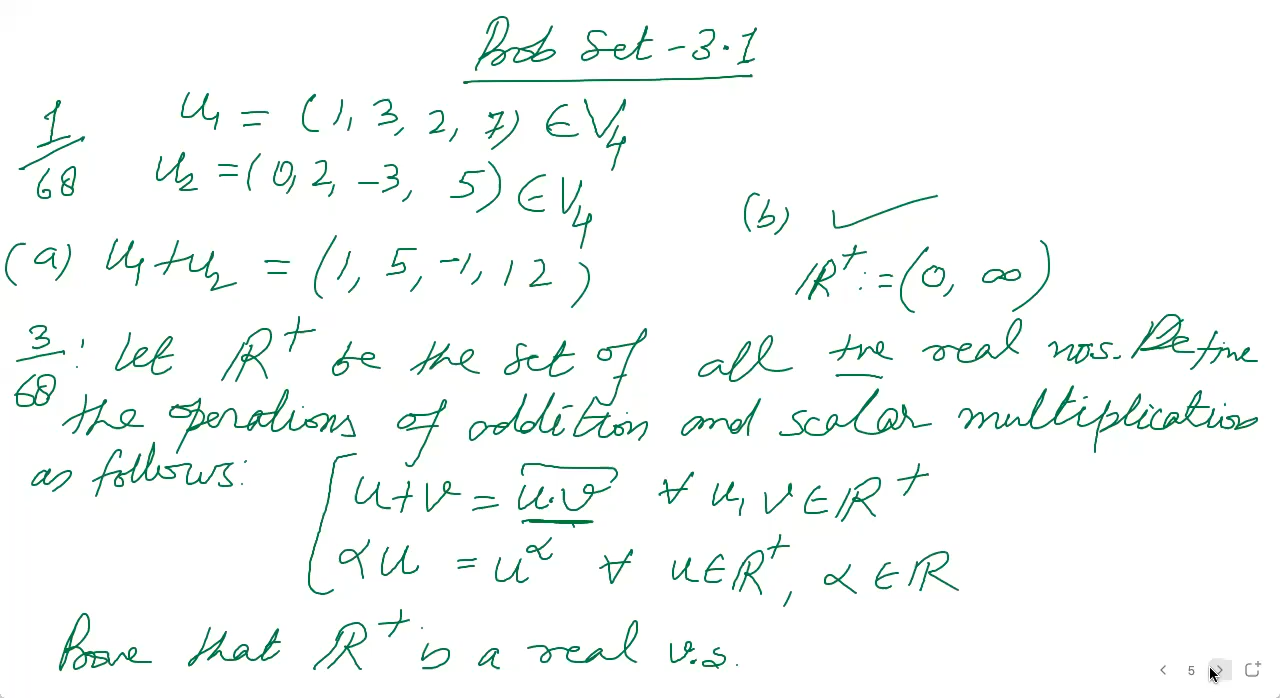 Prob Set - 3.1
1/68 u₁ = (1, 3, 2, 7) ∈ V₄
u₂ = (0, 2, -3, 5) ∈ V₄
(a) u₁+u₂ = (1, 5, -1, 12)
(b) ✓
ℝ⁺ := (0, ∞)
3/68 : Let ℝ⁺ be the set of all +ve real nos. Define
the operations of addition and scalar multiplication
as follows:
u+v = u.v ∀ u, v ∈ ℝ⁺
αu = u^α ∀ u ∈ ℝ⁺, α ∈ ℝ
Prove that ℝ⁺ is a real v.s.
5